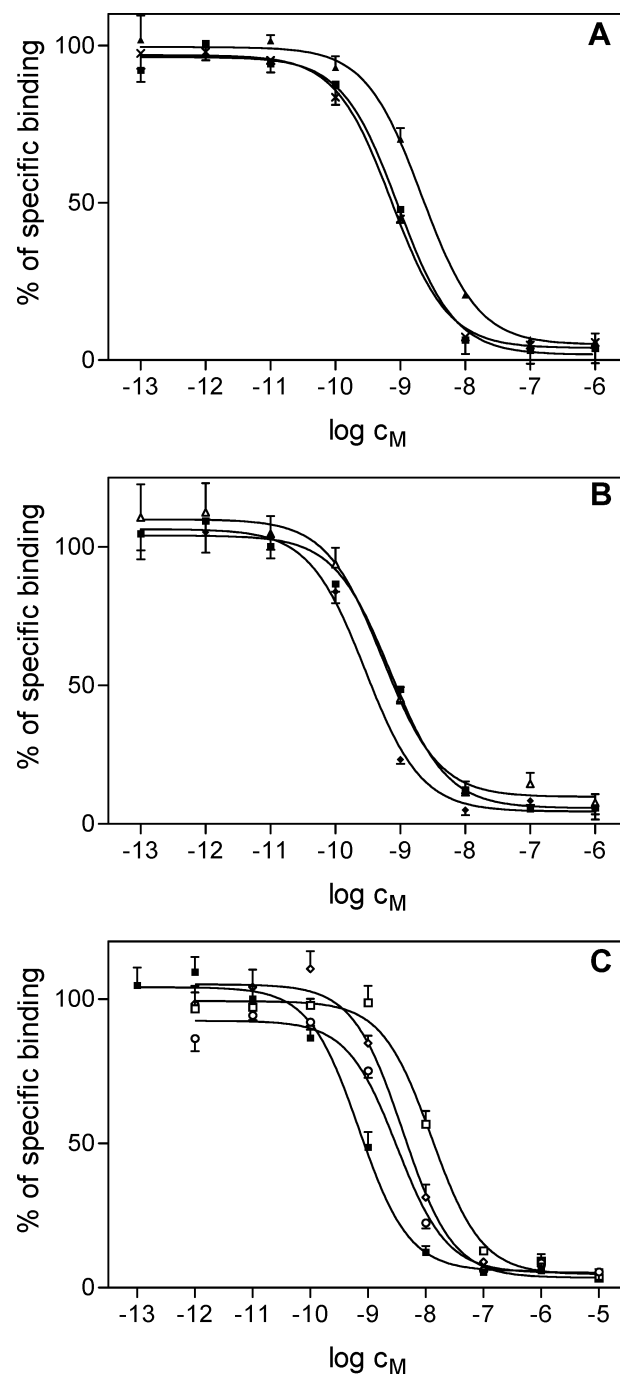 A
% of specific binding
100
50
0
-13 -12 -11 -10 -9 -8 -7 -6
log cM
B
% of specific binding
100
50
0
-13 -12 -11 -10 -9 -8 -7 -6
log cM
C
% of specific binding
100
50
0
-13 -12 -11 -10 -9 -8 -7 -6 -5
log cM